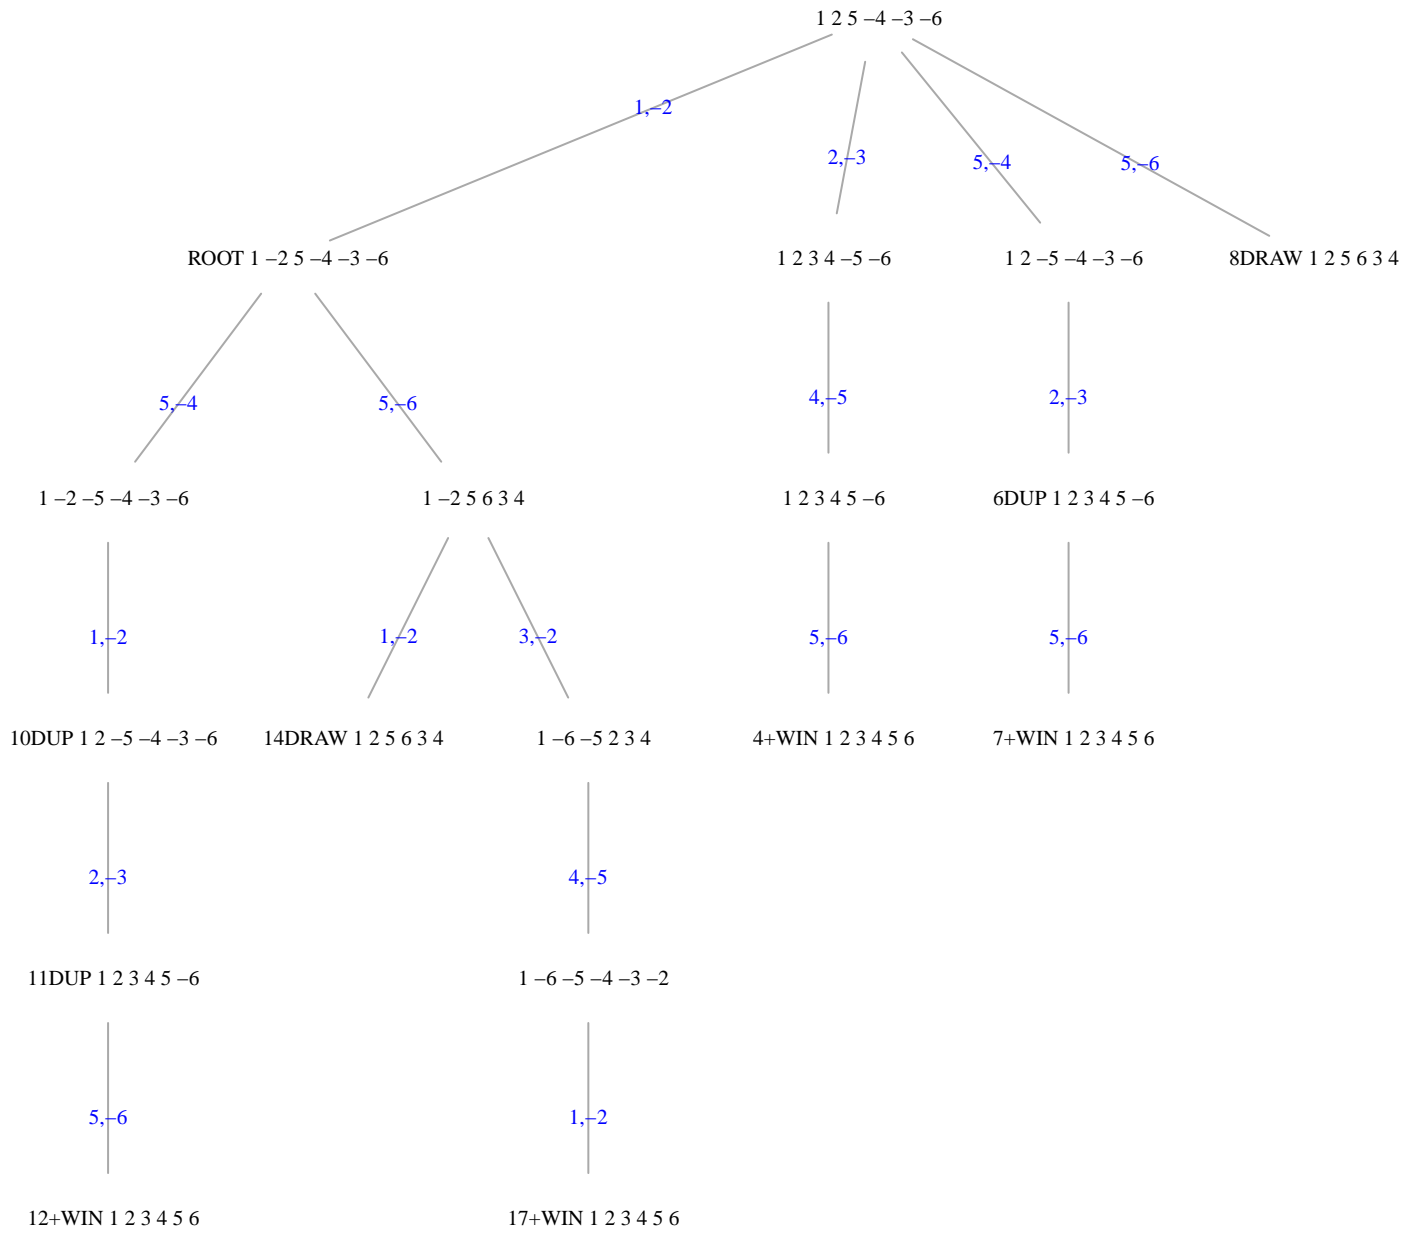 1 2 5 –4 –3 –6
1,–2
2,–3
5,–4
5,–6
ROOT 1 –2 5 –4 –3 –6
1 2 3 4 –5 –6
1 2 –5 –4 –3 –6
8DRAW 1 2 5 6 3 4
5,–4
5,–6
4,–5
2,–3
1 –2 –5 –4 –3 –6
1 –2 5 6 3 4
1 2 3 4 5 –6
6DUP 1 2 3 4 5 –6
1,–2
1,–2
3,–2
5,–6
5,–6
10DUP 1 2 –5 –4 –3 –6
14DRAW 1 2 5 6 3 4
1 –6 –5 2 3 4
4+WIN 1 2 3 4 5 6
7+WIN 1 2 3 4 5 6
2,–3
4,–5
11DUP 1 2 3 4 5 –6
1 –6 –5 –4 –3 –2
5,–6
1,–2
12+WIN 1 2 3 4 5 6
17+WIN 1 2 3 4 5 6